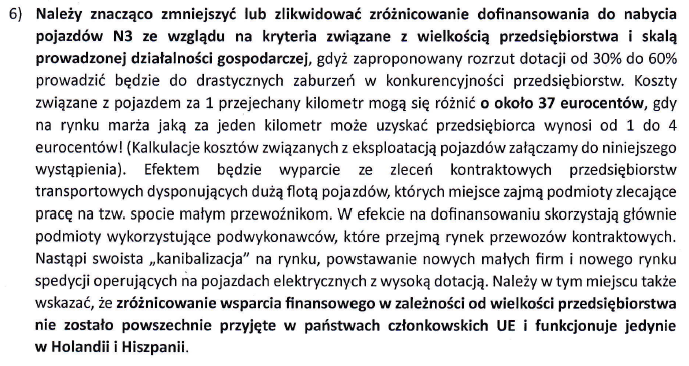 6) Należy znacząco zmniejszyć lub zlikwidować zróżnicowanie dofinansowania do nabycia
pojazdów N3 ze względu na kryteria związane z wielkością przedsiębiorstwa i skalą
prowadzonej działalności gospodarczej, gdyż zaproponowany rozrzut dotacji od 30% do 60%
prowadzić będzie do drastycznych zaburzeń w konkurencyjności przedsiębiorstw. Koszty
związane z pojazdem za 1 przejechany kilometr mogą się różnić o około 37 eurocentów, gdy
na rynku marża jaką za jeden kilometr może uzyskać przedsiębiorca wynosi od 1 do 4
eurocentów! (Kalkulacje kosztów związanych z eksploatacją pojazdów załączamy do niniejszego
wystąpienia). Efektem będzie wyparcie ze zleceń kontraktowych przedsiębiorstw
transportowych dysponujących dużą flotą pojazdów, których miejsce zajmą podmioty zlecające
pracę na tzw. spocie małym przewoźnikom. W efekcie na dofinansowaniu skorzystają głównie
podmioty wykorzystujące podwykonawców, które przejmą rynek przewozów kontraktowych.
Nastąpi swoista „kanibalizacja” na rynku, powstawanie nowych małych firm i nowego rynku
spedycji operujących na pojazdach elektrycznych z wysoką dotacją. Należy w tym miejscu także
wskazać, że zróżnicowanie wsparcia finansowego w zależności od wielkości przedsiębiorstwa
nie zostało powszechnie przyjęte w państwach członkowskich UE i funkcjonuje jedynie
w Holandii i Hiszpanii.